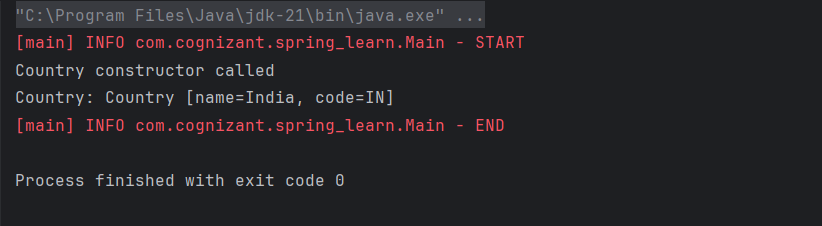 "C:\Program Files\Java\jdk-21\bin\java.exe" ...
[main] INFO com.cognizant.spring_learn.Main - START
Country constructor called
Country: Country [name=India, code=IN]
[main] INFO com.cognizant.spring_learn.Main - END
Process finished with exit code 0